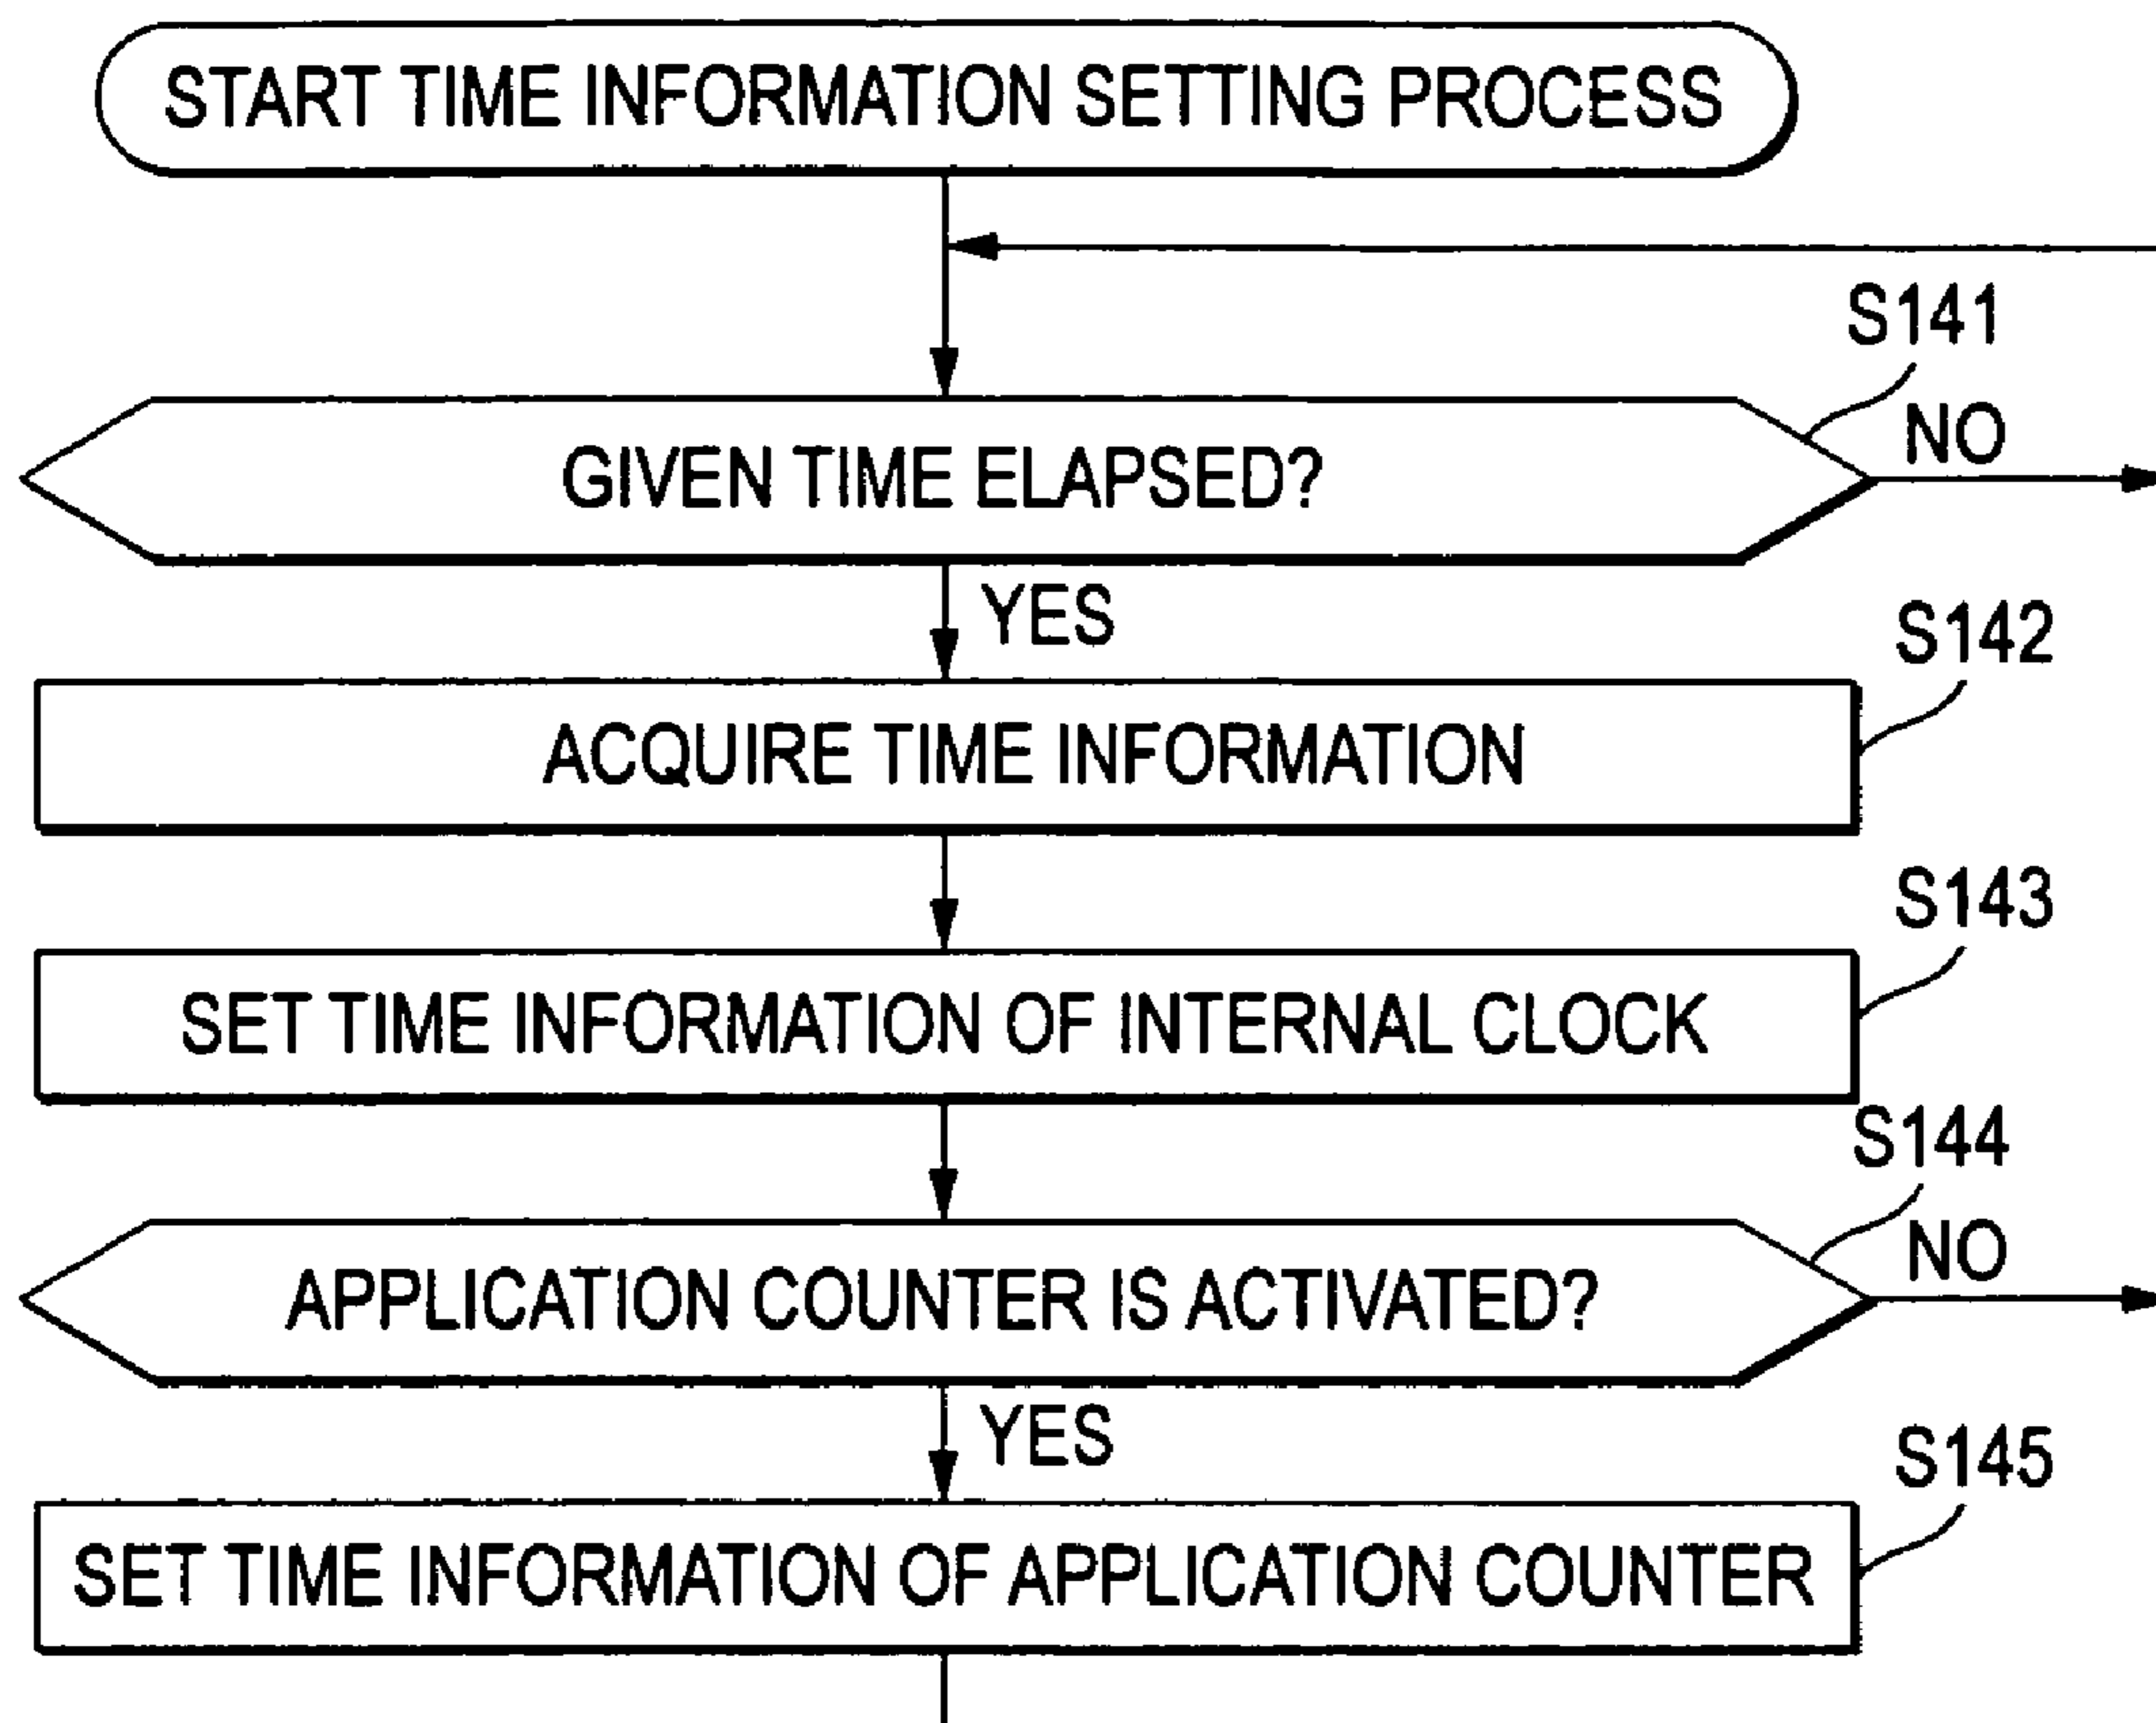 START TIME INFORMATION SETTING PROCESS
S141
GIVEN TIME ELAPSED?
NO
YES
S142
ACQUIRE TIME INFORMATION
S143
SET TIME INFORMATION OF INTERNAL CLOCK
S144
APPLICATION COUNTER IS ACTIVATED?
NO
YES
S145
SET TIME INFORMATION OF APPLICATION COUNTER